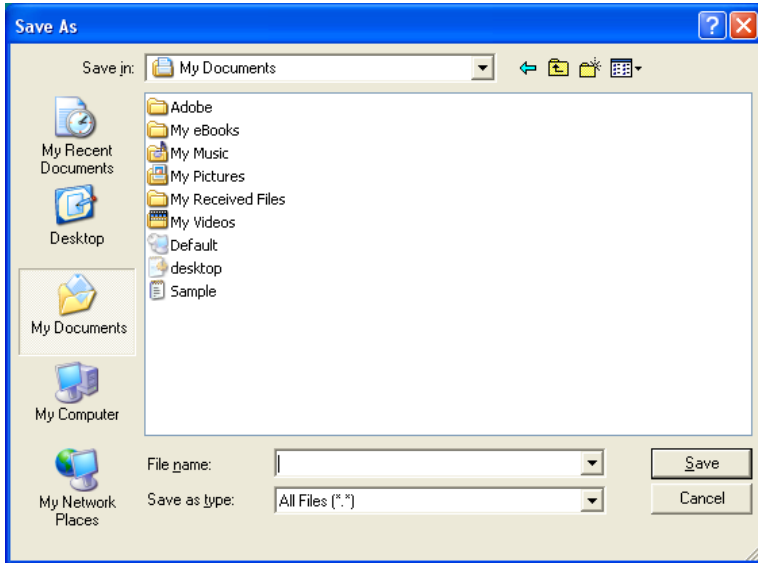 Save As
Save in:
My Documents
My Recent
Documents
Desktop
My Documents
My Computer
My Network
Places
Adobe
My eBooks
My Music
My Pictures
My Received Files
My Videos
Default
desktop
Sample
File name:
Save
Save as type:
All Files (*.*)
Cancel